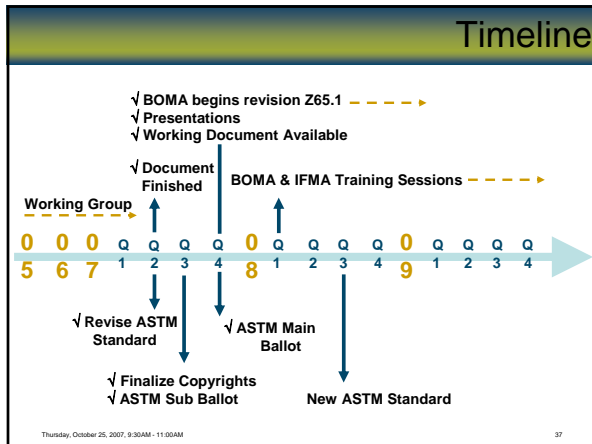 Timeline
√ BOMA begins revision Z65.1
√ Presentations
√ Working Document Available
√ Document
Finished
BOMA & IFMA Training Sessions
Working Group
0 0 0 Q Q Q Q 0 Q Q Q Q 0 Q Q Q Q
5 6 7 1 2 3 4 8 1 2 3 4 9 1 2 3 4
√ Revise ASTM
Standard
√ ASTM Main
Ballot
√ Finalize Copyrights
√ ASTM Sub Ballot
New ASTM Standard
Thursday, October 25, 2007, 9:30AM - 11:00AM
37